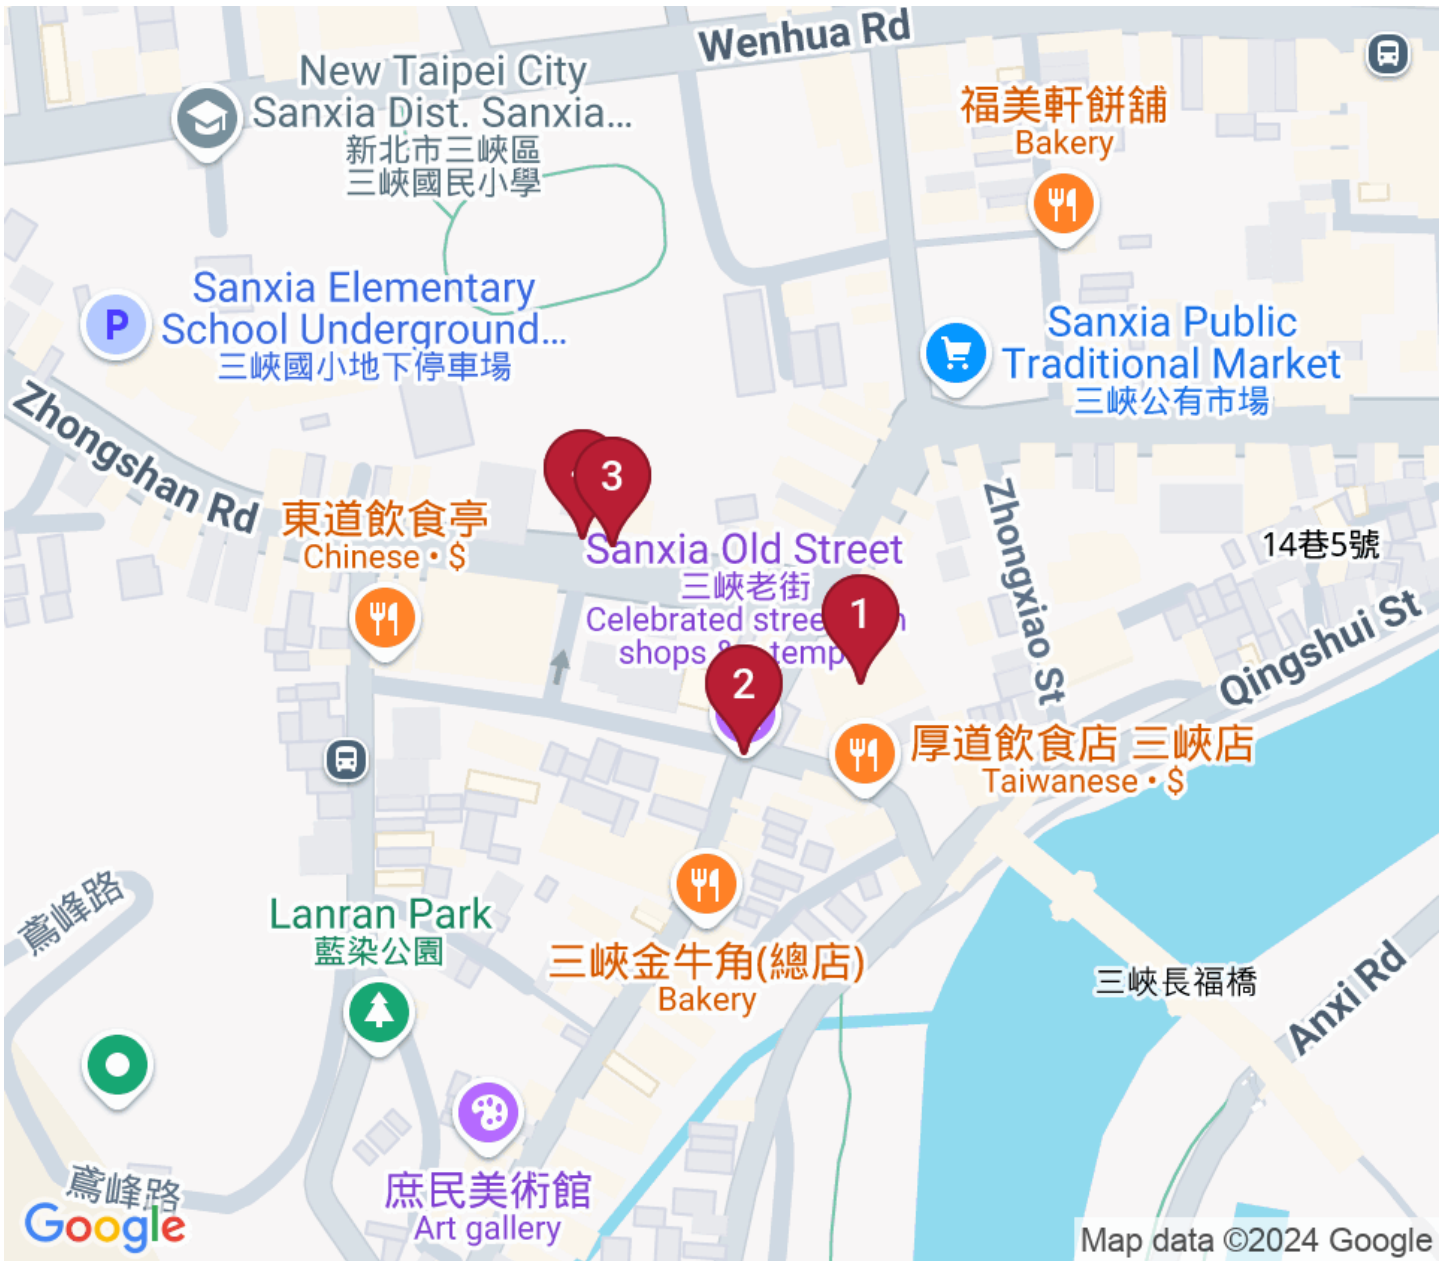 Wenhua Rd
New Taipei City
Sanxia Dist. Sanxia...
新北市三峽區
三峽國民小學
福美軒餅舖
Bakery
Sanxia Elementary
School Underground...
三峽國小地下停車場
P
Sanxia Public
Traditional Market
三峽公有市場
Zhongshan Rd
東道飲食亭
Chinese • $
3
Sanxia Old Street
三峽老街
Celebrated stree
shops & temp
1
2
Zhongxiao St
14巷5號
Qingshui St
厚道飲食店 三峽店
Taiwanese • $
鳶峰路
Lanran Park
藍染公園
三峽金牛角(總店)
Bakery
三峽長福橋
Anxi Rd
庶民美術館
Art gallery
鳶峰路
Google
Map data ©2024 Google